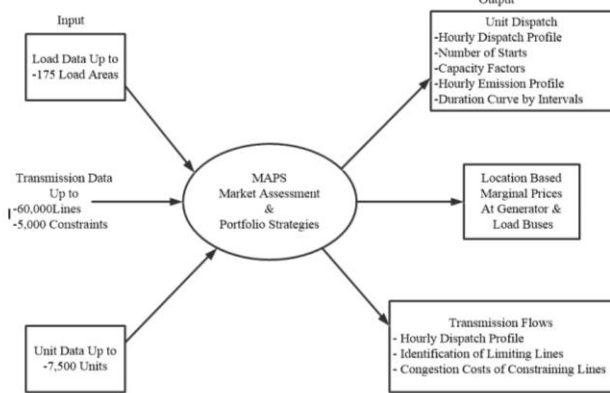 Input
Load Data Up to
-175 Load Areas
Transmission Data
Up to
-60,000Lines
-5,000 Constraints
Unit Data Up to
-7,500 Units
MAPS
Market Assessment
&
Portfolio Strategies
Output
Unit Dispatch
-Hourly Dispatch Profile
-Number of Starts
-Capacity Factors
-Hourly Emission Profile
-Duration Curve by Intervals
Location Based
Marginal Prices
At Generator &
Load Buses
Transmission Flows
- Hourly Dispatch Profile
- Identification of Limiting Lines
- Congestion Costs of Constraining Lines